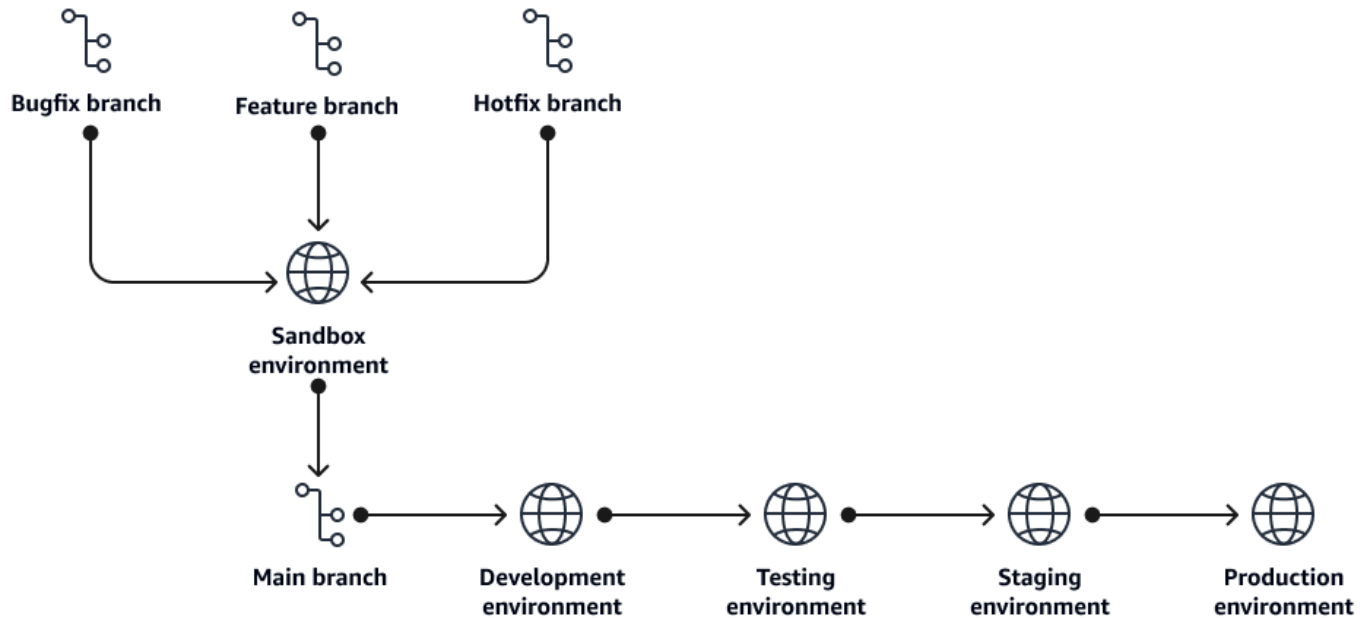 Bugfix branch
Feature branch
Hotfix branch
Sandbox
environment
Main branch
Development
environment
Testing
environment
Staging
environment
Production
environment